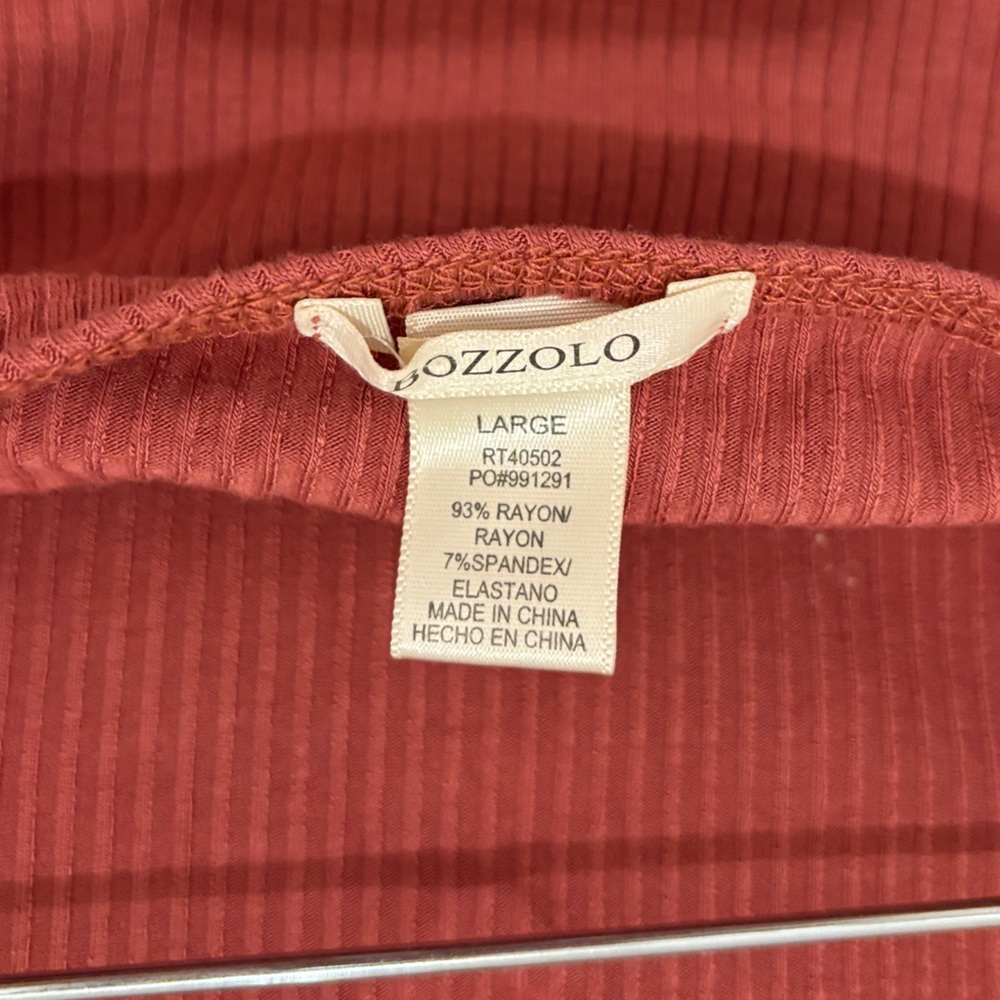 BOZZOLO
LARGE
RT40502
PO#991291
93% RAYON/
RAYON
7%SPANDEX/
ELASTANO
MADE IN CHINA
HECHO EN CHINA